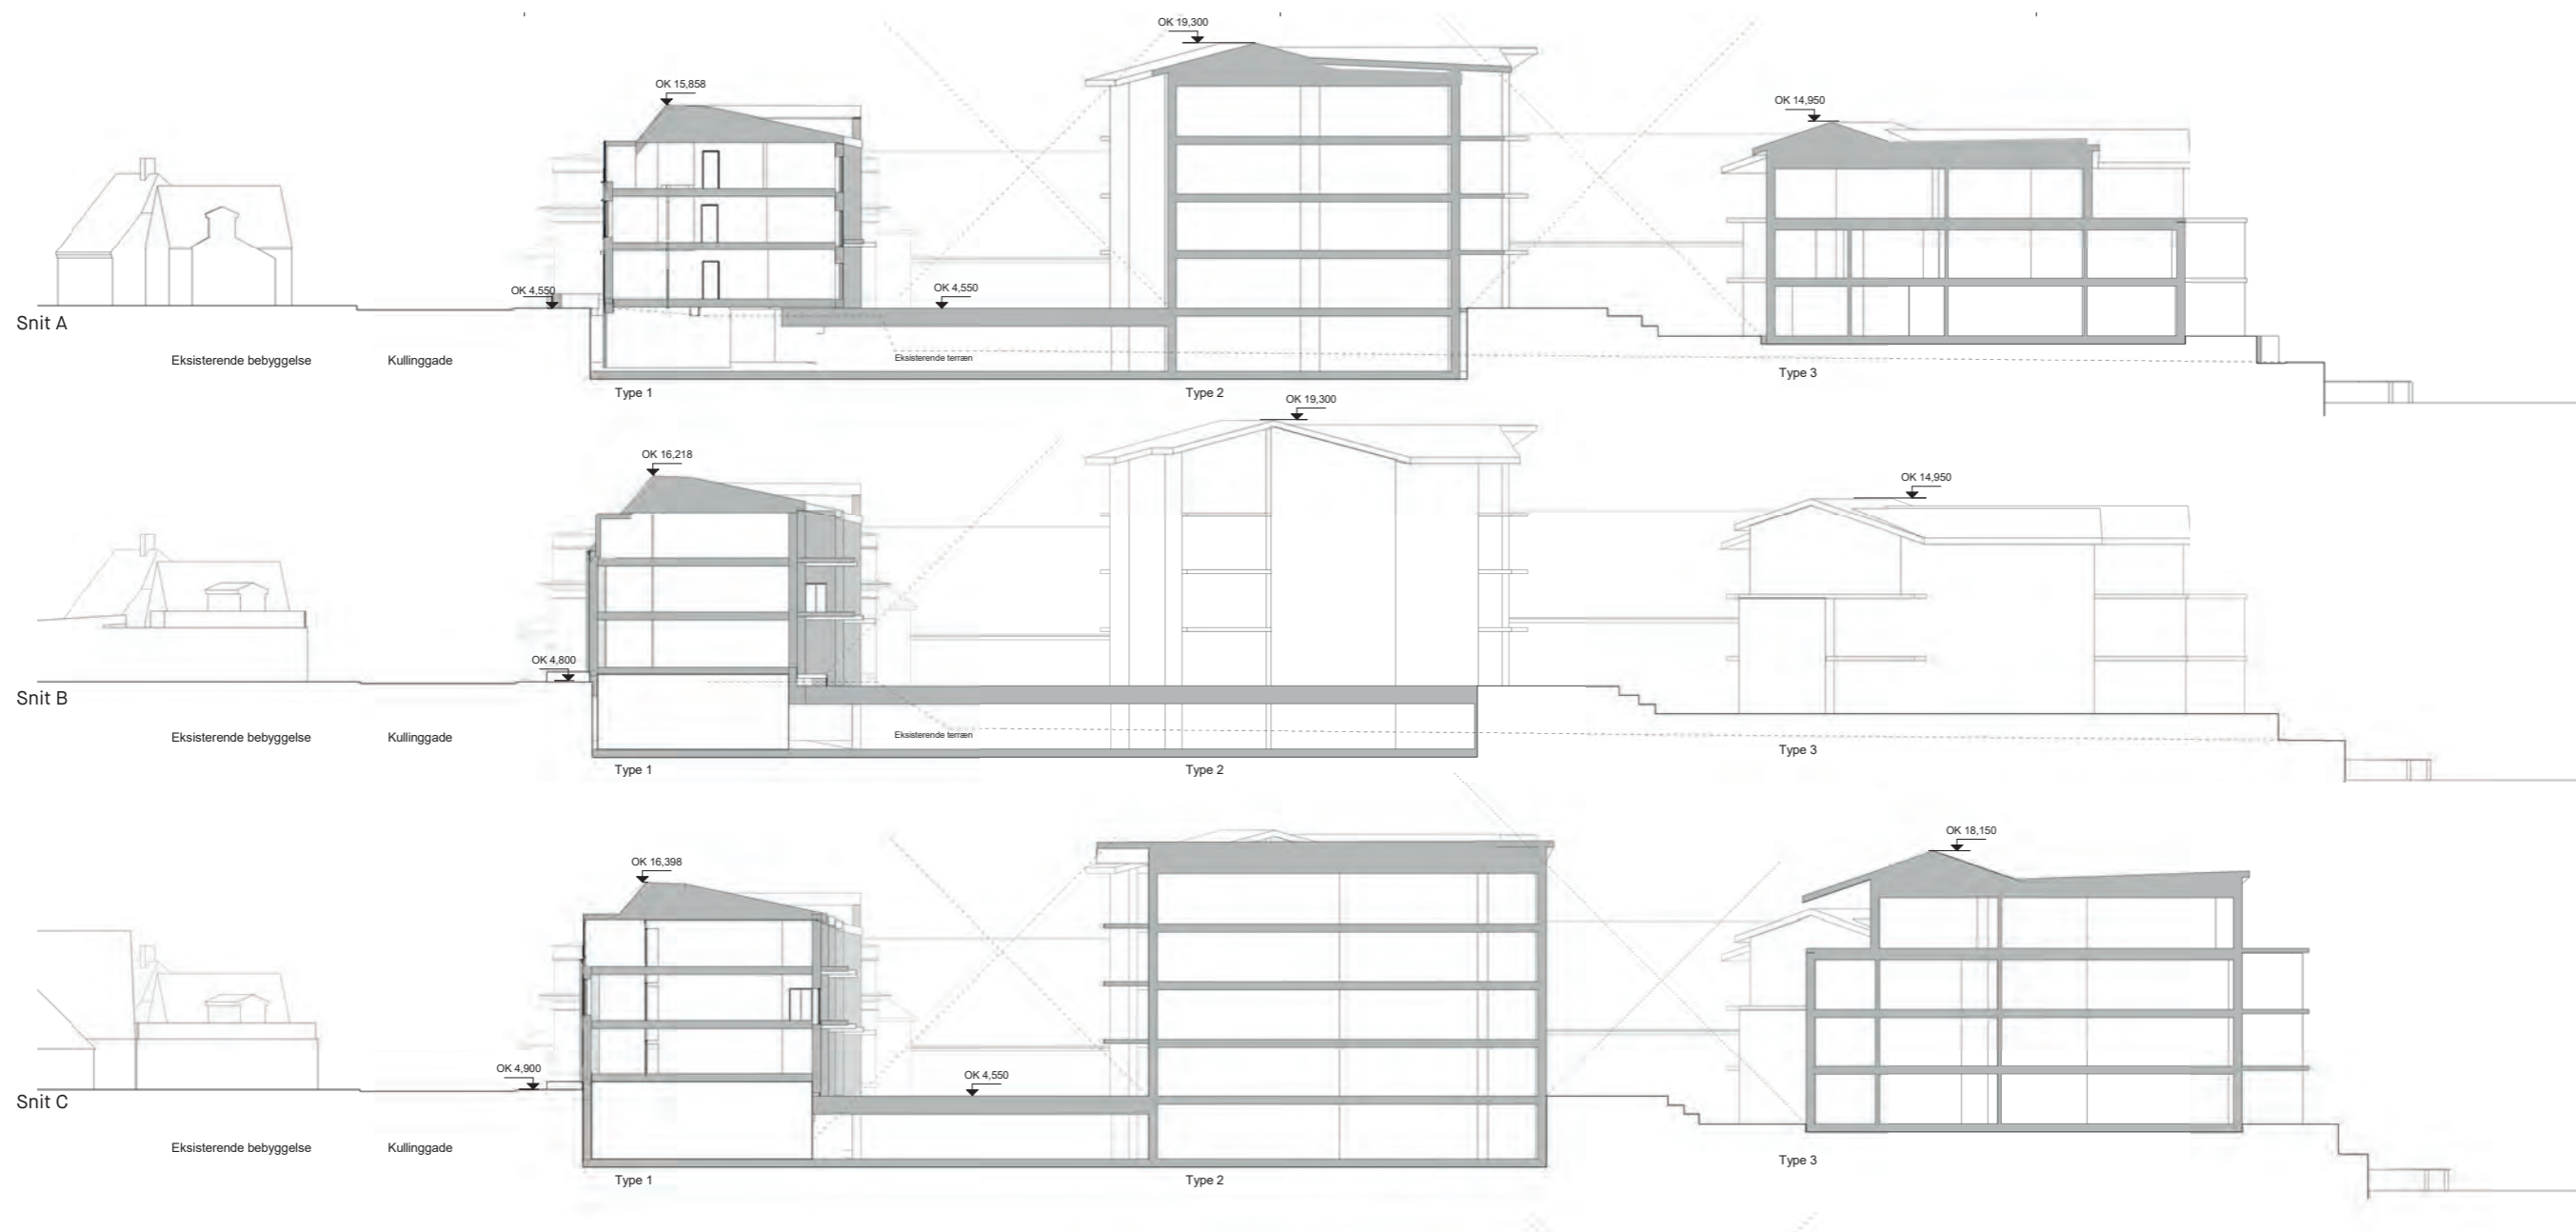 OK 19,300
OK 15,858
OK 14,950
OK 4,550
OK 4,550
Snit A
Eksisterende bebyggelse
Kullinggade
Eksisterende terræn
Type 1
Type 2
Type 3
OK 19,300
OK 16,218
OK 14,950
OK 4,800
Snit B
Eksisterende bebyggelse
Kullinggade
Eksisterende terræn
Type 1
Type 2
Type 3
OK 18,150
OK 16,398
OK 4,900
OK 4,550
Snit C
Eksisterende bebyggelse
Kullinggade
Type 1
Type 2
Type 3